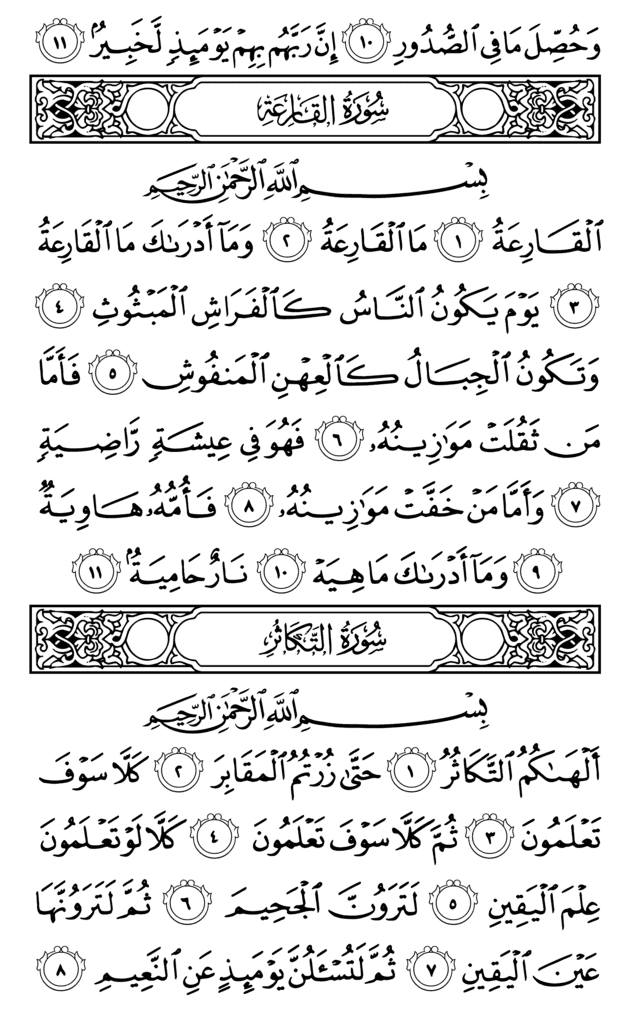 وَحُصِّلَ مَا فِي ٱلصُّدُورِ ١٠ إِنَّ رَبَّهُم بِهِمۡ يَوۡمَئِذٖ لَّخَبِيرُۢ ١١
سُورَةُ القَارِعَةِ
بِسۡمِ ٱللَّهِ ٱلرَّحۡمَٰنِ ٱلرَّحِيمِ
ٱلۡقَارِعَةُ ١ مَا ٱلۡقَارِعَةُ ٢ وَمَآ أَدۡرَىٰكَ مَا ٱلۡقَارِعَةُ
٣ يَوۡمَ يَكُونُ ٱلنَّاسُ كَٱلۡفَرَاشِ ٱلۡمَبۡثُوثِ ٤
وَتَكُونُ ٱلۡجِبَالُ كَٱلۡعِهۡنِ ٱلۡمَنفُوشِ ٥ فَأَمَّا
مَن ثَقُلَتۡ مَوَٰزِينُهُۥ ٦ فَهُوَ فِي عِيشَةٖ رَّاضِيَةٖ
٧ وَأَمَّا مَنۡ خَفَّتۡ مَوَٰزِينُهُۥ ٨ فَأُمُّهُۥ هَاوِيَةٞ
٩ وَمَآ أَدۡرَىٰكَ مَا هِيَهۡ ١٠ نَارٌ حَامِيَةُۢ ١١
سُورَةُ التَّكَاثُرِ
بِسۡمِ ٱللَّهِ ٱلرَّحۡمَٰنِ ٱلرَّحِيمِ
أَلۡهَىٰكُمُ ٱلتَّكَاثُرُ ١ حَتَّىٰ زُرۡتُمُ ٱلۡمَقَابِرَ ٢ كَلَّا سَوۡفَ
تَعۡلَمُونَ ٣ ثُمَّ كَلَّا سَوۡفَ تَعۡلَمُونَ ٤ كَلَّا لَوۡ تَعۡلَمُونَ
عِلۡمَ ٱلۡيَقِينِ ٥ لَتَرَوُنَّ ٱلۡجَحِيمَ ٦ ثُمَّ لَتَرَوُنَّهَا
عَيۡنَ ٱلۡيَقِينِ ٧ ثُمَّ لَتُسۡـَٔلُنَّ يَوۡمَئِذٍ عَنِ ٱلنَّعِيمِ ٨